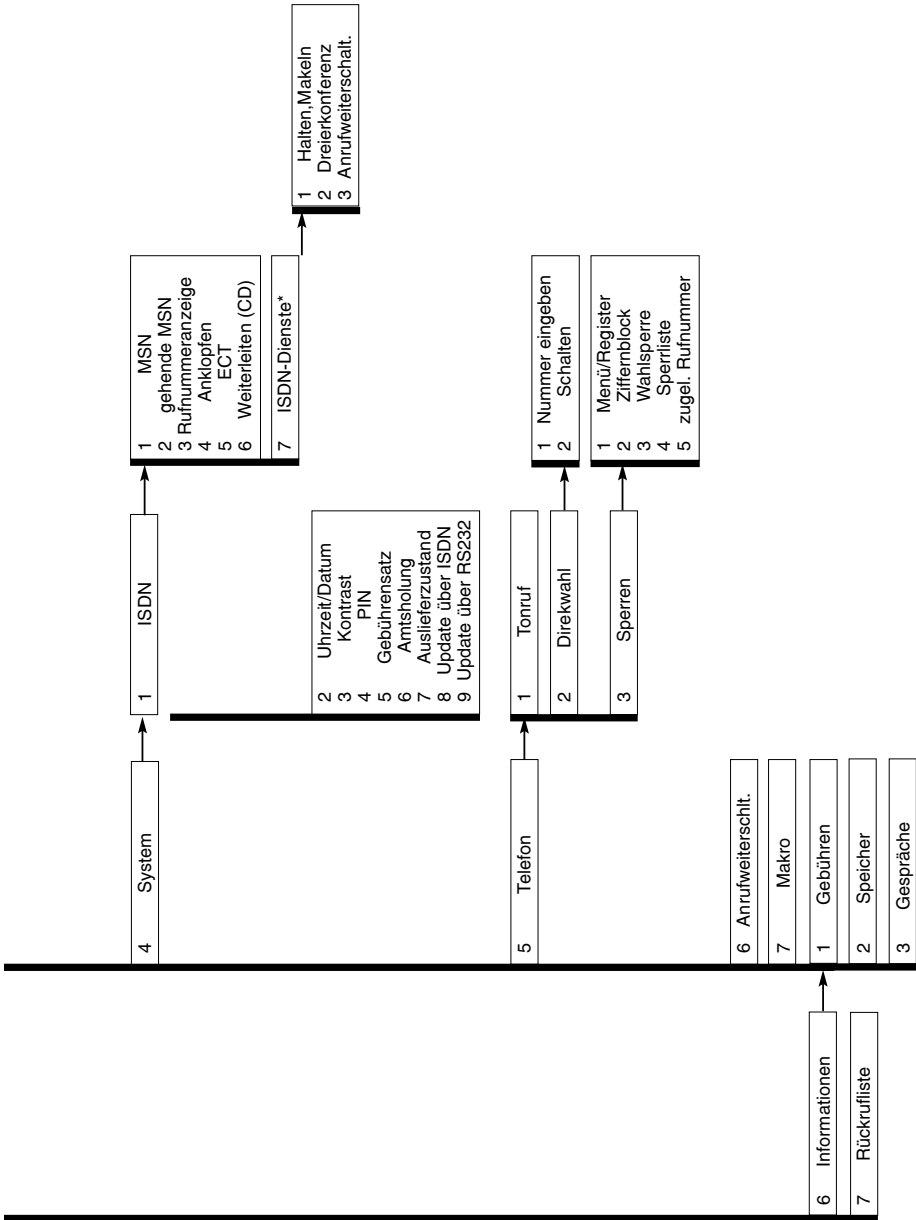 4 System
1 ISDN
1 MSN
2 gehende MSN
3 Rufnummeranzeige
4 Anklopfen
5 ECT
6 Weiterleiten (CD)
7 ISDN-Dienste*
1 Halten,Makeln
2 Dreierkonferenz
3 Anrufweiterschalt.
2 Uhrzeit/Datum
3 Kontrast
4 PIN
5 Gebührensatz
6 Amtsholung
7 Auslieferzustand
8 Update über ISDN
9 Update über RS232
5 Telefon
1 Tonruf
2 Direkwahl
1 Nummer eingeben
2 Schalten
3 Sperren
1 Menü/Register
2 Ziffernblock
3 Wahlsperre
4 Sperrliste
5 zugel. Rufnummer
6 Anrufweiterschlt.
7 Makro
6 Informationen
1 Gebühren
2 Speicher
3 Gespräche
7 Rückrufliste